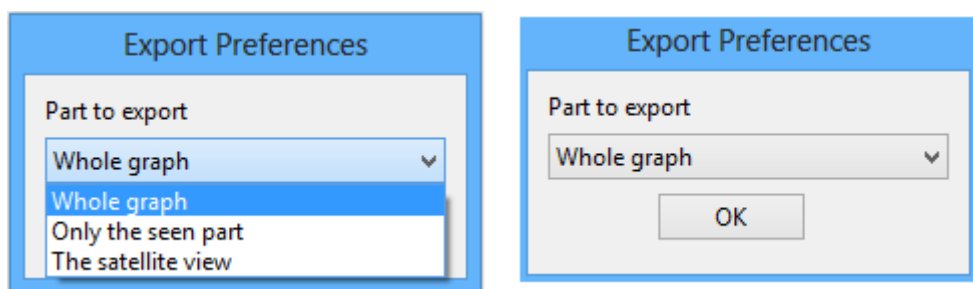 Export Preferences
Part to export
Whole graph
Whole graph
Only the seen part
The satellite view
Export Preferences
Part to export
Whole graph
OK